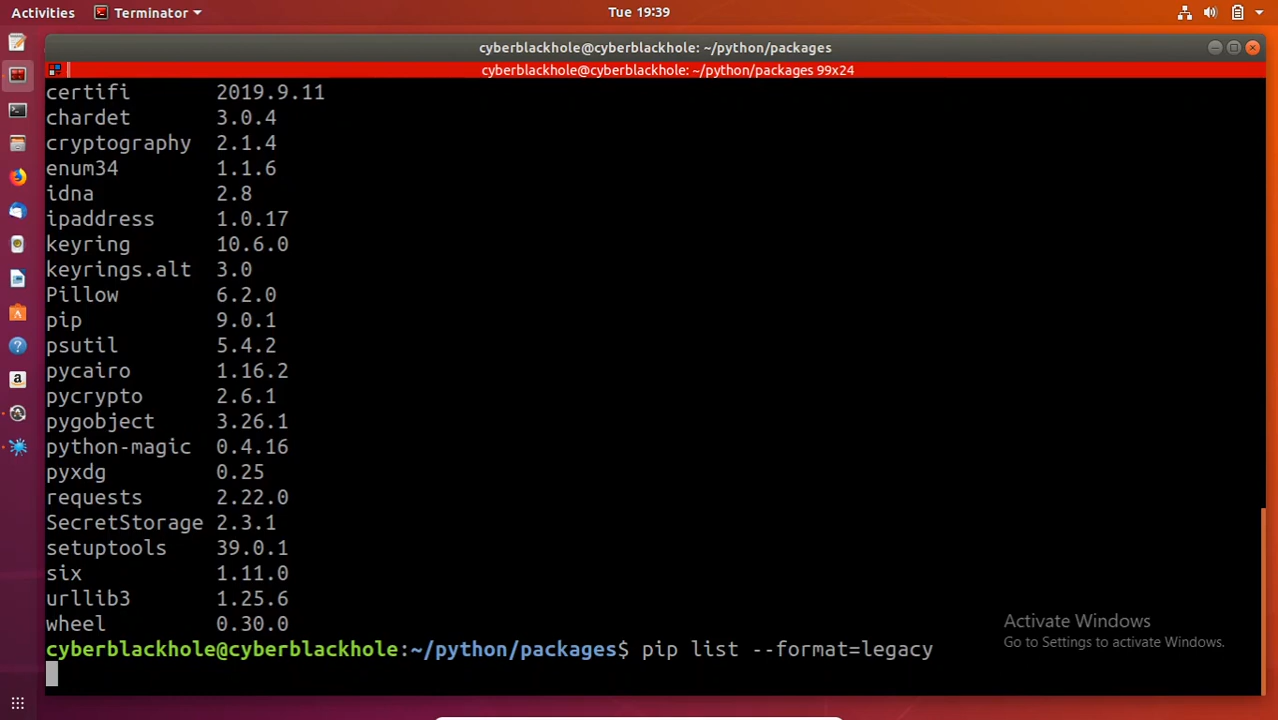 Activities Terminator Tue 19:39
cyberblackhole@cyberblackhole: ~/python/packages
cyberblackhole@cyberblackhole: ~/python/packages 99x24
certifi 2019.9.11
chardet 3.0.4
cryptography 2.1.4
enum34 1.1.6
idna 2.8
ipaddress 1.0.17
keyring 10.6.0
keyrings.alt 3.0
Pillow 6.2.0
pip 9.0.1
psutil 5.4.2
pycairo 1.16.2
pycrypto 2.6.1
pygobject 3.26.1
python-magic 0.4.16
pyxdg 0.25
requests 2.22.0
SecretStorage 2.3.1
setuptools 39.0.1
six 1.11.0
urllib3 1.25.6
wheel 0.30.0
cyberblackhole@cyberblackhole:~/python/packages$ pip list --format=legacy
Activate Windows
Go to Settings to activate Windows.